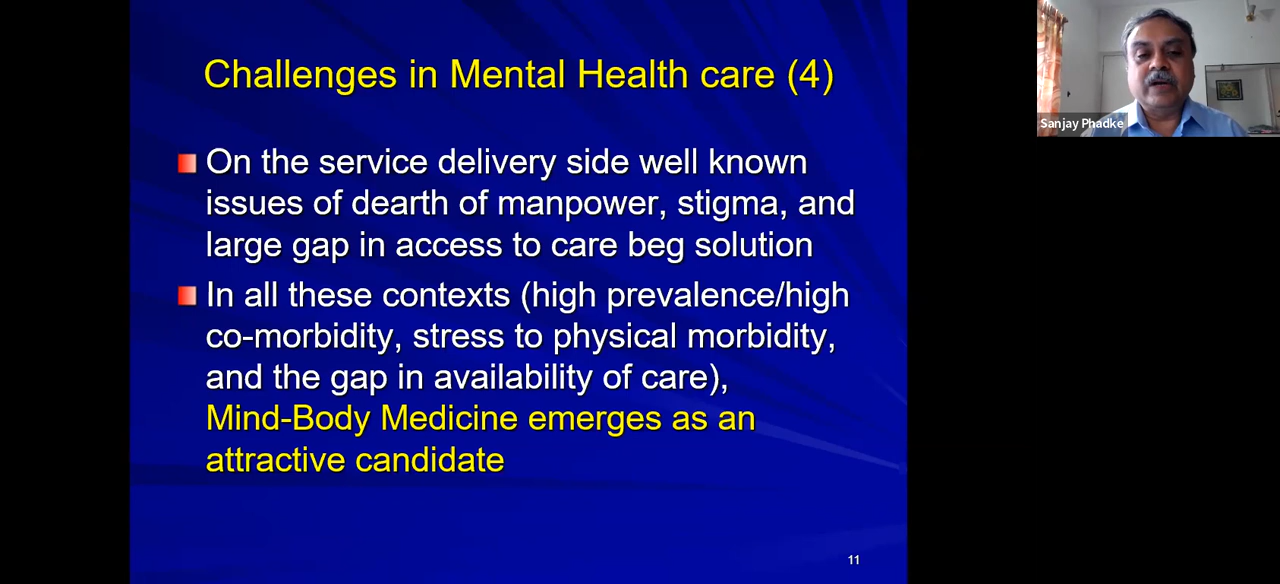 Challenges in Mental Health care (4)
On the service delivery side well known
issues of dearth of manpower, stigma, and
large gap in access to care beg solution
In all these contexts (high prevalence/high
co-morbidity, stress to physical morbidity,
and the gap in availability of care),
Mind-Body Medicine emerges as an
attractive candidate
11
Sanjay Phadke